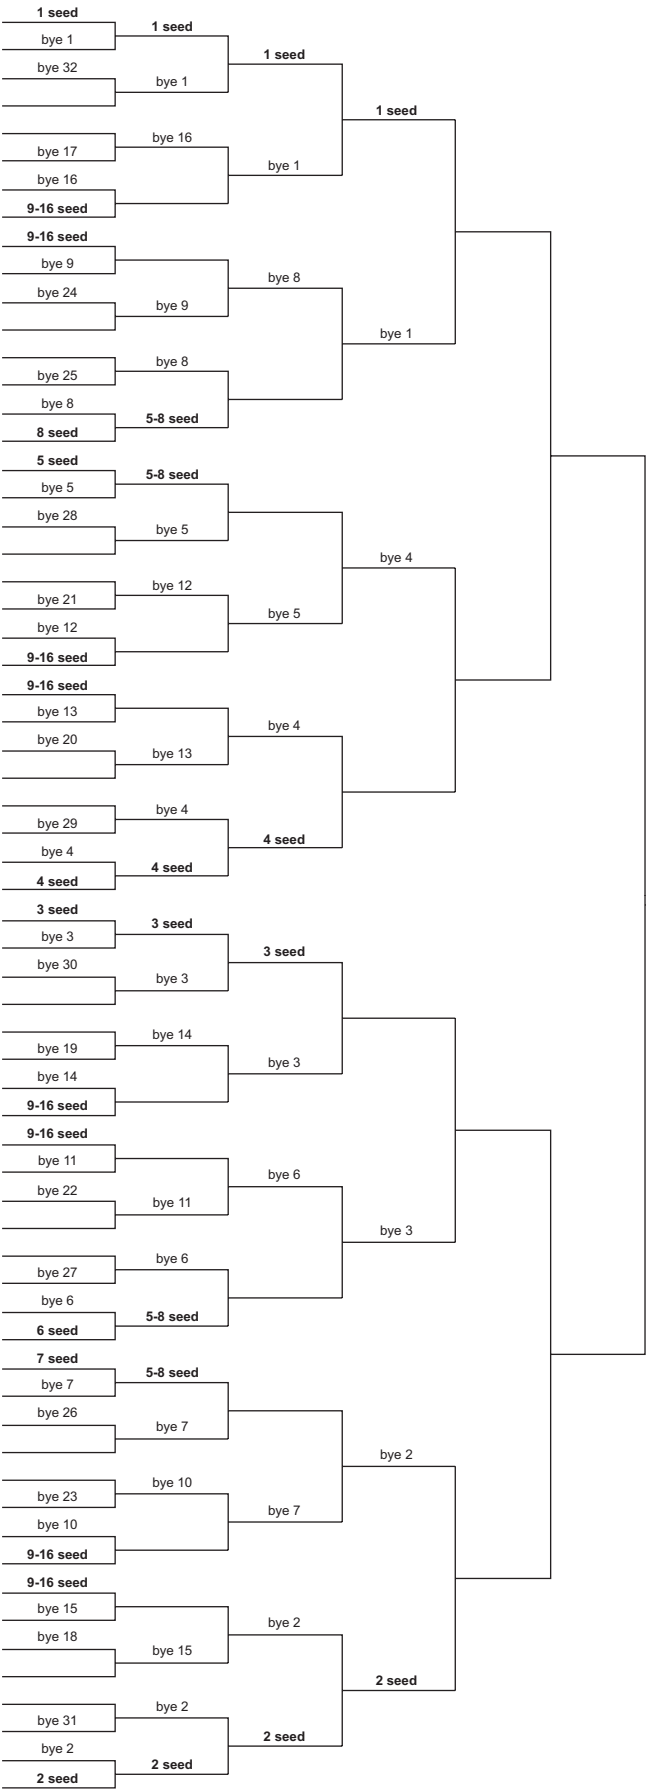 1 seed
1 seed
bye 1
1 seed
bye 32
bye 1
1 seed
bye 16
bye 17
bye 1
bye 16
9-16 seed
9-16 seed
bye 9
bye 8
bye 24
bye 9
bye 1
bye 8
bye 25
bye 8
5-8 seed
8 seed
5 seed
5-8 seed
bye 5
bye 28
bye 5
bye 4
bye 12
bye 21
bye 5
bye 12
9-16 seed
9-16 seed
bye 13
bye 4
bye 20
bye 13
bye 4
bye 29
4 seed
bye 4
4 seed
4 seed
3 seed
3 seed
bye 3
3 seed
bye 30
bye 3
bye 14
bye 19
bye 3
bye 14
9-16 seed
9-16 seed
bye 11
bye 6
bye 22
bye 11
bye 3
bye 6
bye 27
bye 6
5-8 seed
6 seed
7 seed
5-8 seed
bye 7
bye 26
bye 7
bye 2
bye 10
bye 23
bye 7
bye 10
9-16 seed
9-16 seed
bye 15
bye 2
bye 18
bye 15
2 seed
bye 2
bye 31
2 seed
bye 2
2 seed
2 seed